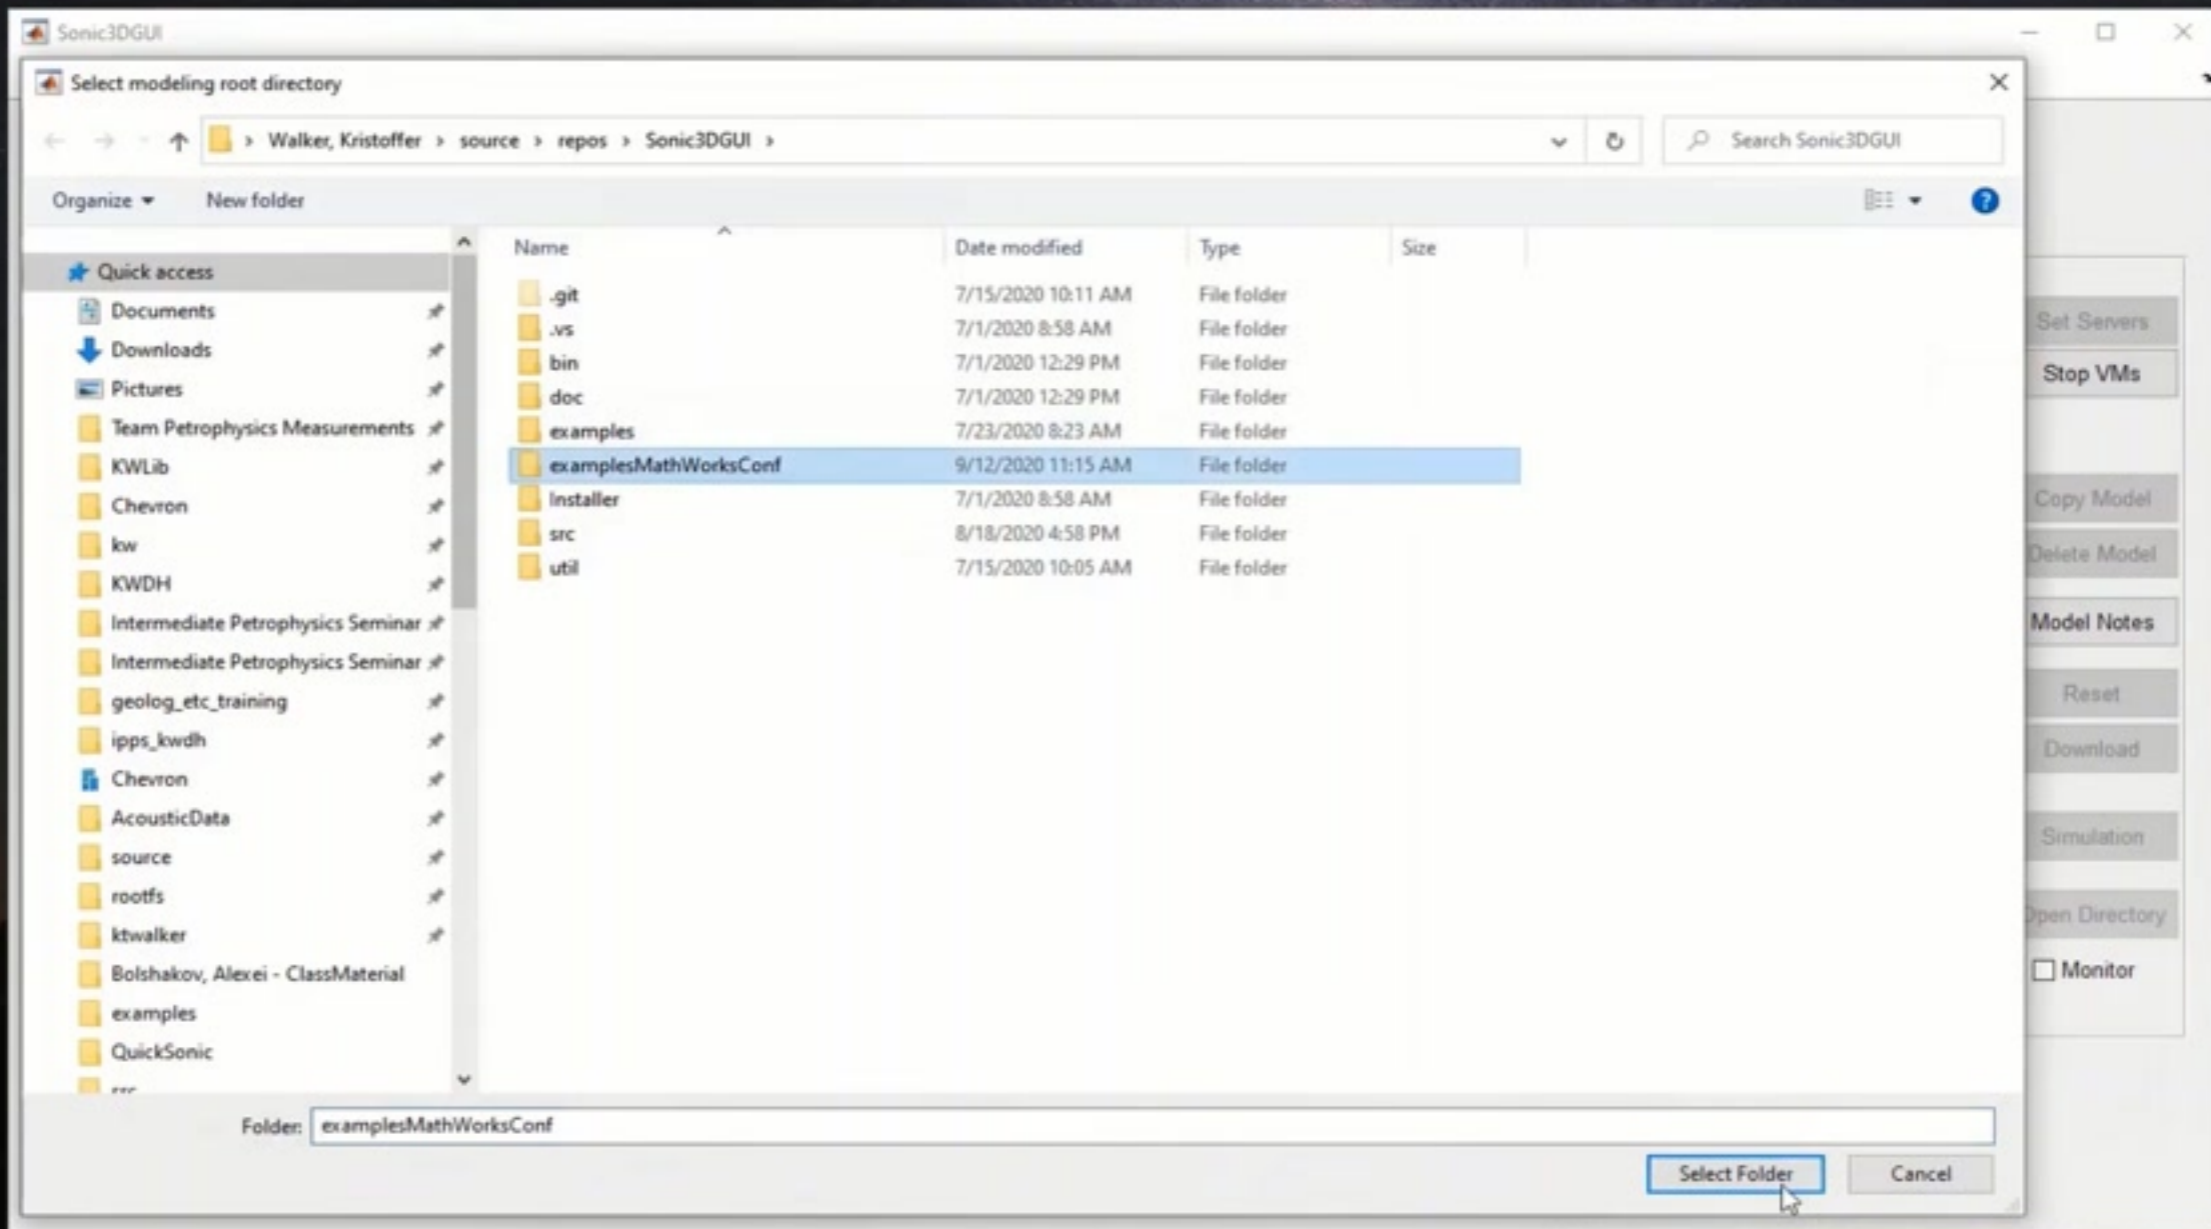 Sonic3DGUI
Select modeling root directory
Walker, Kristoffer › source › repos › Sonic3DGUI ›
Search Sonic3DGUI
Organize
New folder
Name
Date modified
Type
Size
Quick access
Documents
Downloads
Pictures
Team Petrophysics Measurements
KWLib
Chevron
kw
KWDH
Intermediate Petrophysics Seminar
Intermediate Petrophysics Seminar
geolog_etc_training
ipps_kwdh
Chevron
AcousticData
source
rootfs
ktwalker
Bolshakov, Alexei - ClassMaterial
examples
QuickSonic
.git 7/15/2020 10:11 AM File folder
.vs 7/1/2020 8:58 AM File folder
bin 7/1/2020 12:29 PM File folder
doc 7/1/2020 12:29 PM File folder
examples 7/23/2020 8:23 AM File folder
examplesMathWorksConf 9/12/2020 11:15 AM File folder
Installer 7/1/2020 8:58 AM File folder
src 8/18/2020 4:58 PM File folder
util 7/15/2020 10:05 AM File folder
Set Servers
Stop VMs
Copy Model
Delete Model
Model Notes
Reset
Download
Simulation
Open Directory
Monitor
Folder: examplesMathWorksConf
Select Folder
Cancel